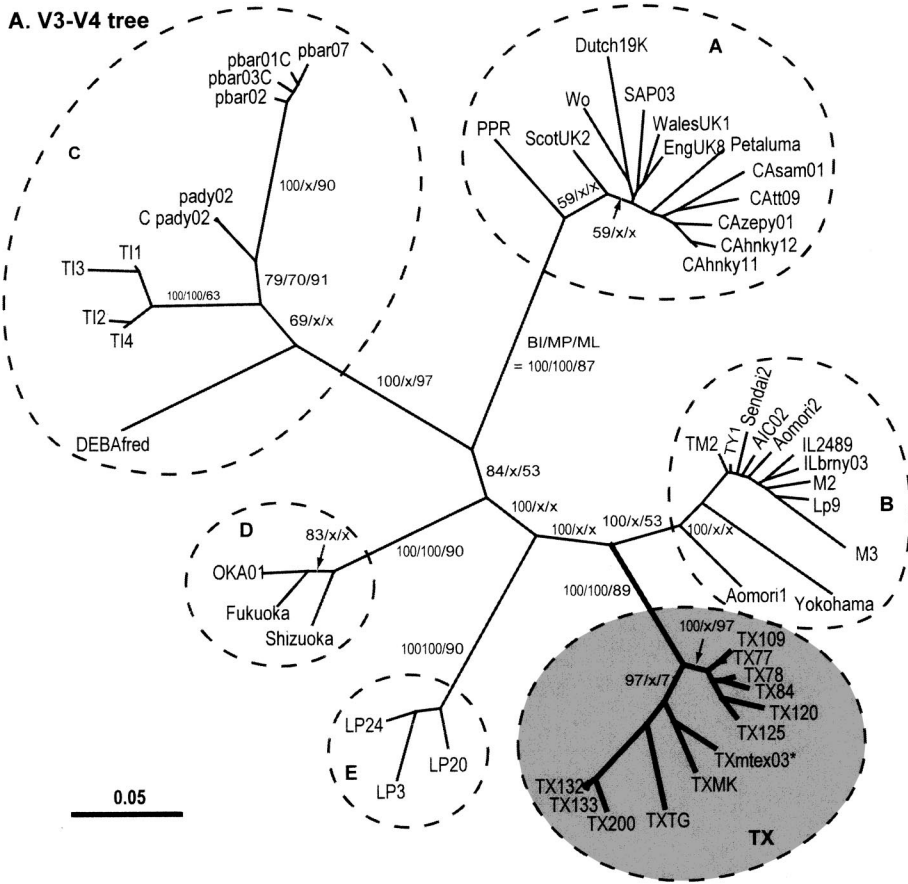 A. V3-V4 tree
C
pbar01C
pbar07
pbar03C
pbar02
100/x/90
pady02
C pady02
79/70/91
TI1
TI3
TI2
TI4
100/100/63
69/x/x
DEBAfred
100/x/97
A
Dutch19K
Wo
SAP03
PPR
ScotUK2
WalesUK1
EngUK8
Petaluma
CAsam01
CAtt09
CAzepy01
CAhnky12
CAhnky11
59/x/x
59/x/x
BI/MP/ML
= 100/100/87
84/x/53
100/x/x
100/x/x
100/x/53
100/x/x
B
TM2
TY1
Sendai2
AIC02
Aomori2
IL2489
ILbrny03
M2
Lp9
M3
Yokohama
Aomori1
D
83/x/x
OKA01
Fukuoka
Shizuoka
100/100/90
100/100/89
100100/90
LP24
LP3
LP20
E
100/x/97
TX109
TX77
TX78
TX84
TX120
TX125
TXmtex03*
TXMK
TXTG
TX200
TX133
TX132
TX
0.05